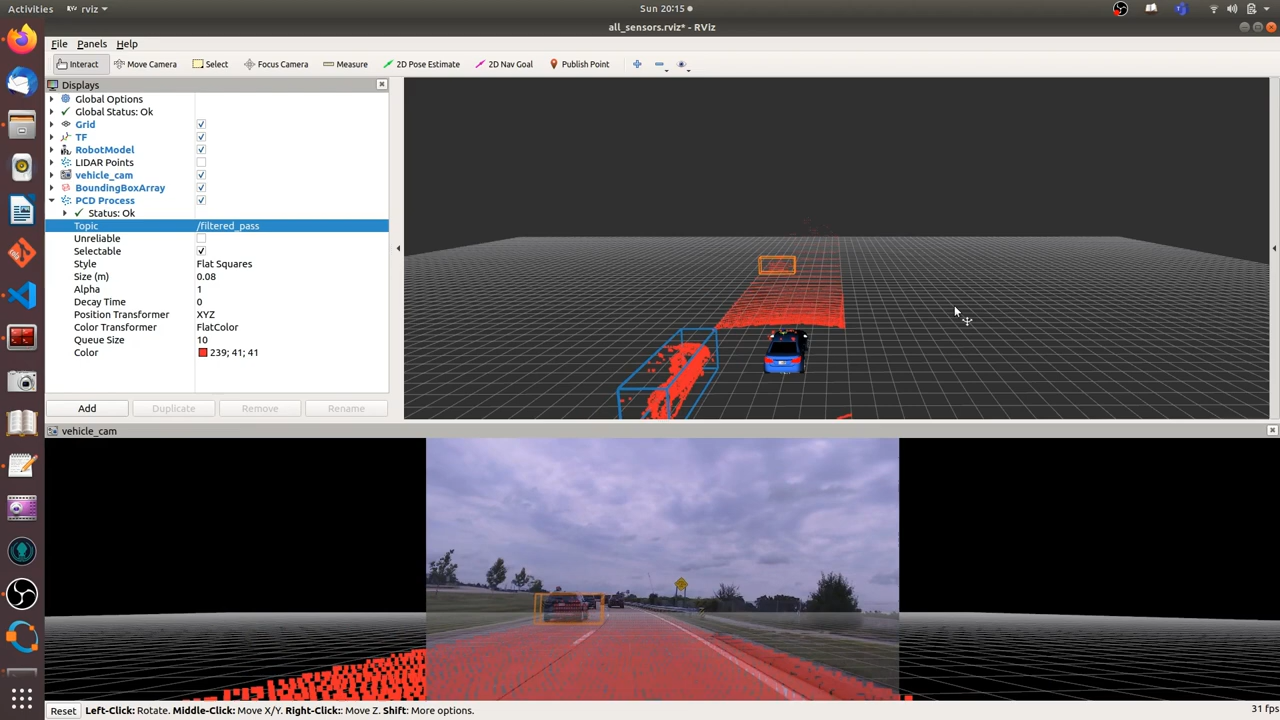 Activities rviz Sun 20:15
all_sensors.rviz* - RViz
File Panels Help
Interact Move Camera Select Focus Camera Measure 2D Pose Estimate 2D Nav Goal Publish Point
Displays
Global Options
Global Status: Ok
Grid
TF
RobotModel
LIDAR Points
vehicle_cam
BoundingBoxArray
PCD Process
Status: Ok
Topic /filtered_pass
Unreliable
Selectable
Style Flat Squares
Size (m) 0.08
Alpha 1
Decay Time 0
Position Transformer XYZ
Color Transformer FlatColor
Queue Size 10
Color 239; 41; 41
Add Duplicate Remove Rename
vehicle_cam
Reset Left-Click: Rotate. Middle-Click: Move X/Y. Right-Click:: Move Z. Shift: More options. 31 fps